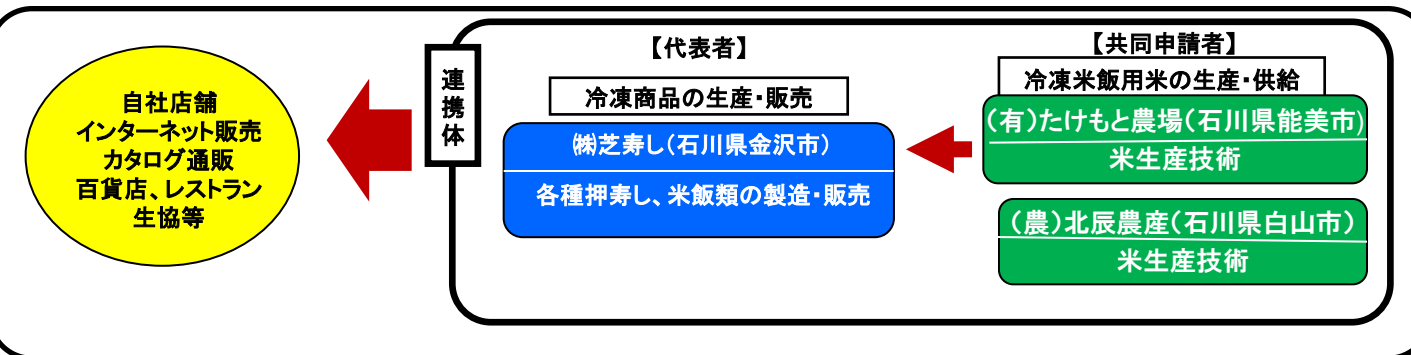 自社店舗
インターネット販売
カタログ通販
百貨店、レストラン
生協等
連携体
【代表者】
冷凍商品の生産・販売
㈱芝寿し（石川県金沢市）
各種押寿し、米飯類の製造・販売
【共同申請者】
冷凍米飯用米の生産・供給
（有）たけもと農場（石川県能美市）
米生産技術
（農）北辰農産（石川県白山市）
米生産技術